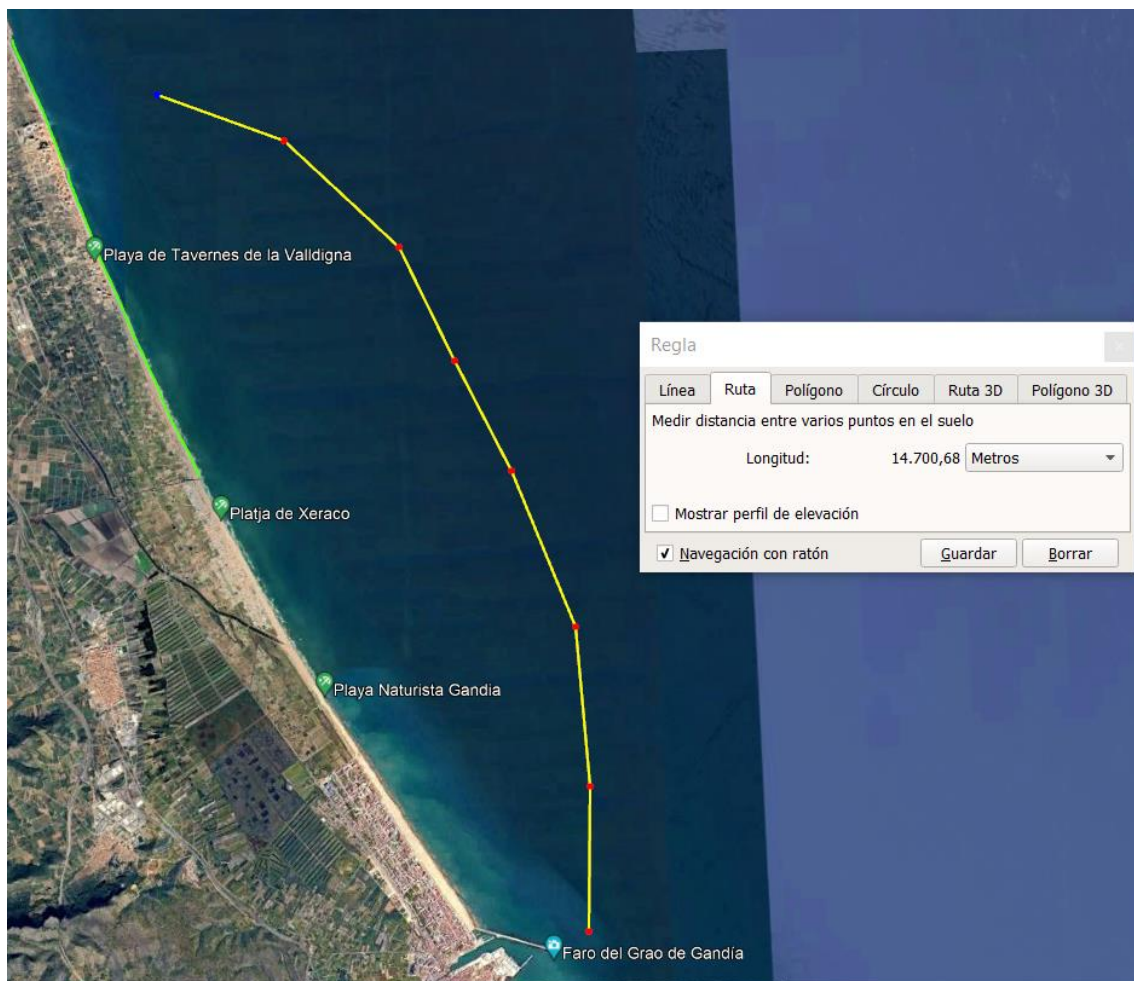 Playa de Tavernes de la Valldigna
Regla
Línea
Ruta
Polígono
Círculo
Ruta 3D
Polígono 3D
Medir distancia entre varios puntos en el suelo
Longitud: 14.700,68 Metros
Mostrar perfil de elevación
Navegación con ratón
Guardar
Borrar
Platja de Xeraco
Playa Naturista Gandia
Faro del Grao de Gandía